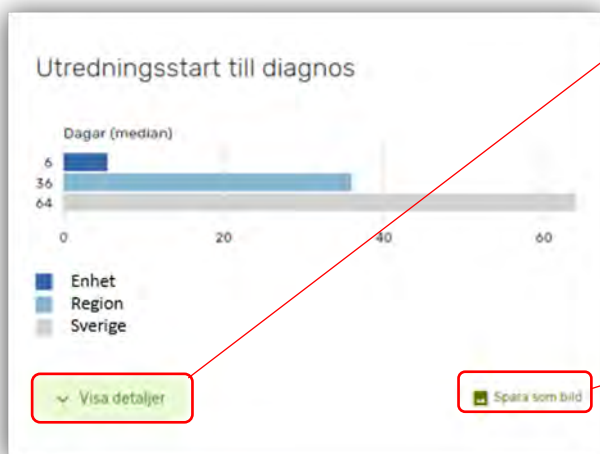 Utredningsstart till diagnos
Dagar (median)
6
36
64
0 20 40 60
Enhet
Region
Sverige
Visa detaljer
Spara som bild